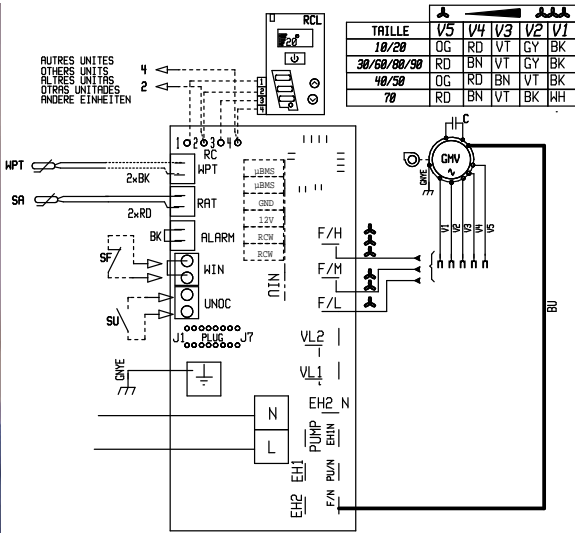 RCL
20°
1
2
3
4
TAILLE V5 V4 V3 V2 V1
10/20 OG RD VT GY BK
30/60/80/90 RD BN VT GY BK
40/50 OG RD BN VT BK
70 RD BN VT BK WH
AUTRES UNITES
OTHERS UNITS
ALTRES UNITAS
OTRAS UNITADES
ANDERE EINHEITEN
4
2
1 2 3 4
RC
WPT
2xBK
WPT
SA
2xRD
RAT
BK
ALARM
SF
WIN
SU
UNOC
J1 PLUG J7
GNYE
N
L
µBMS
µBMS
GND
12V
RCW
RCW
NIU
F/H
F/M
F/L
VL2
VL1
EH2 N
PUMP
EH1N
EH1
PU/N
EH2
F/N
C
GMV
~
GNYE
V1
V2
V3
V4
V5
BU